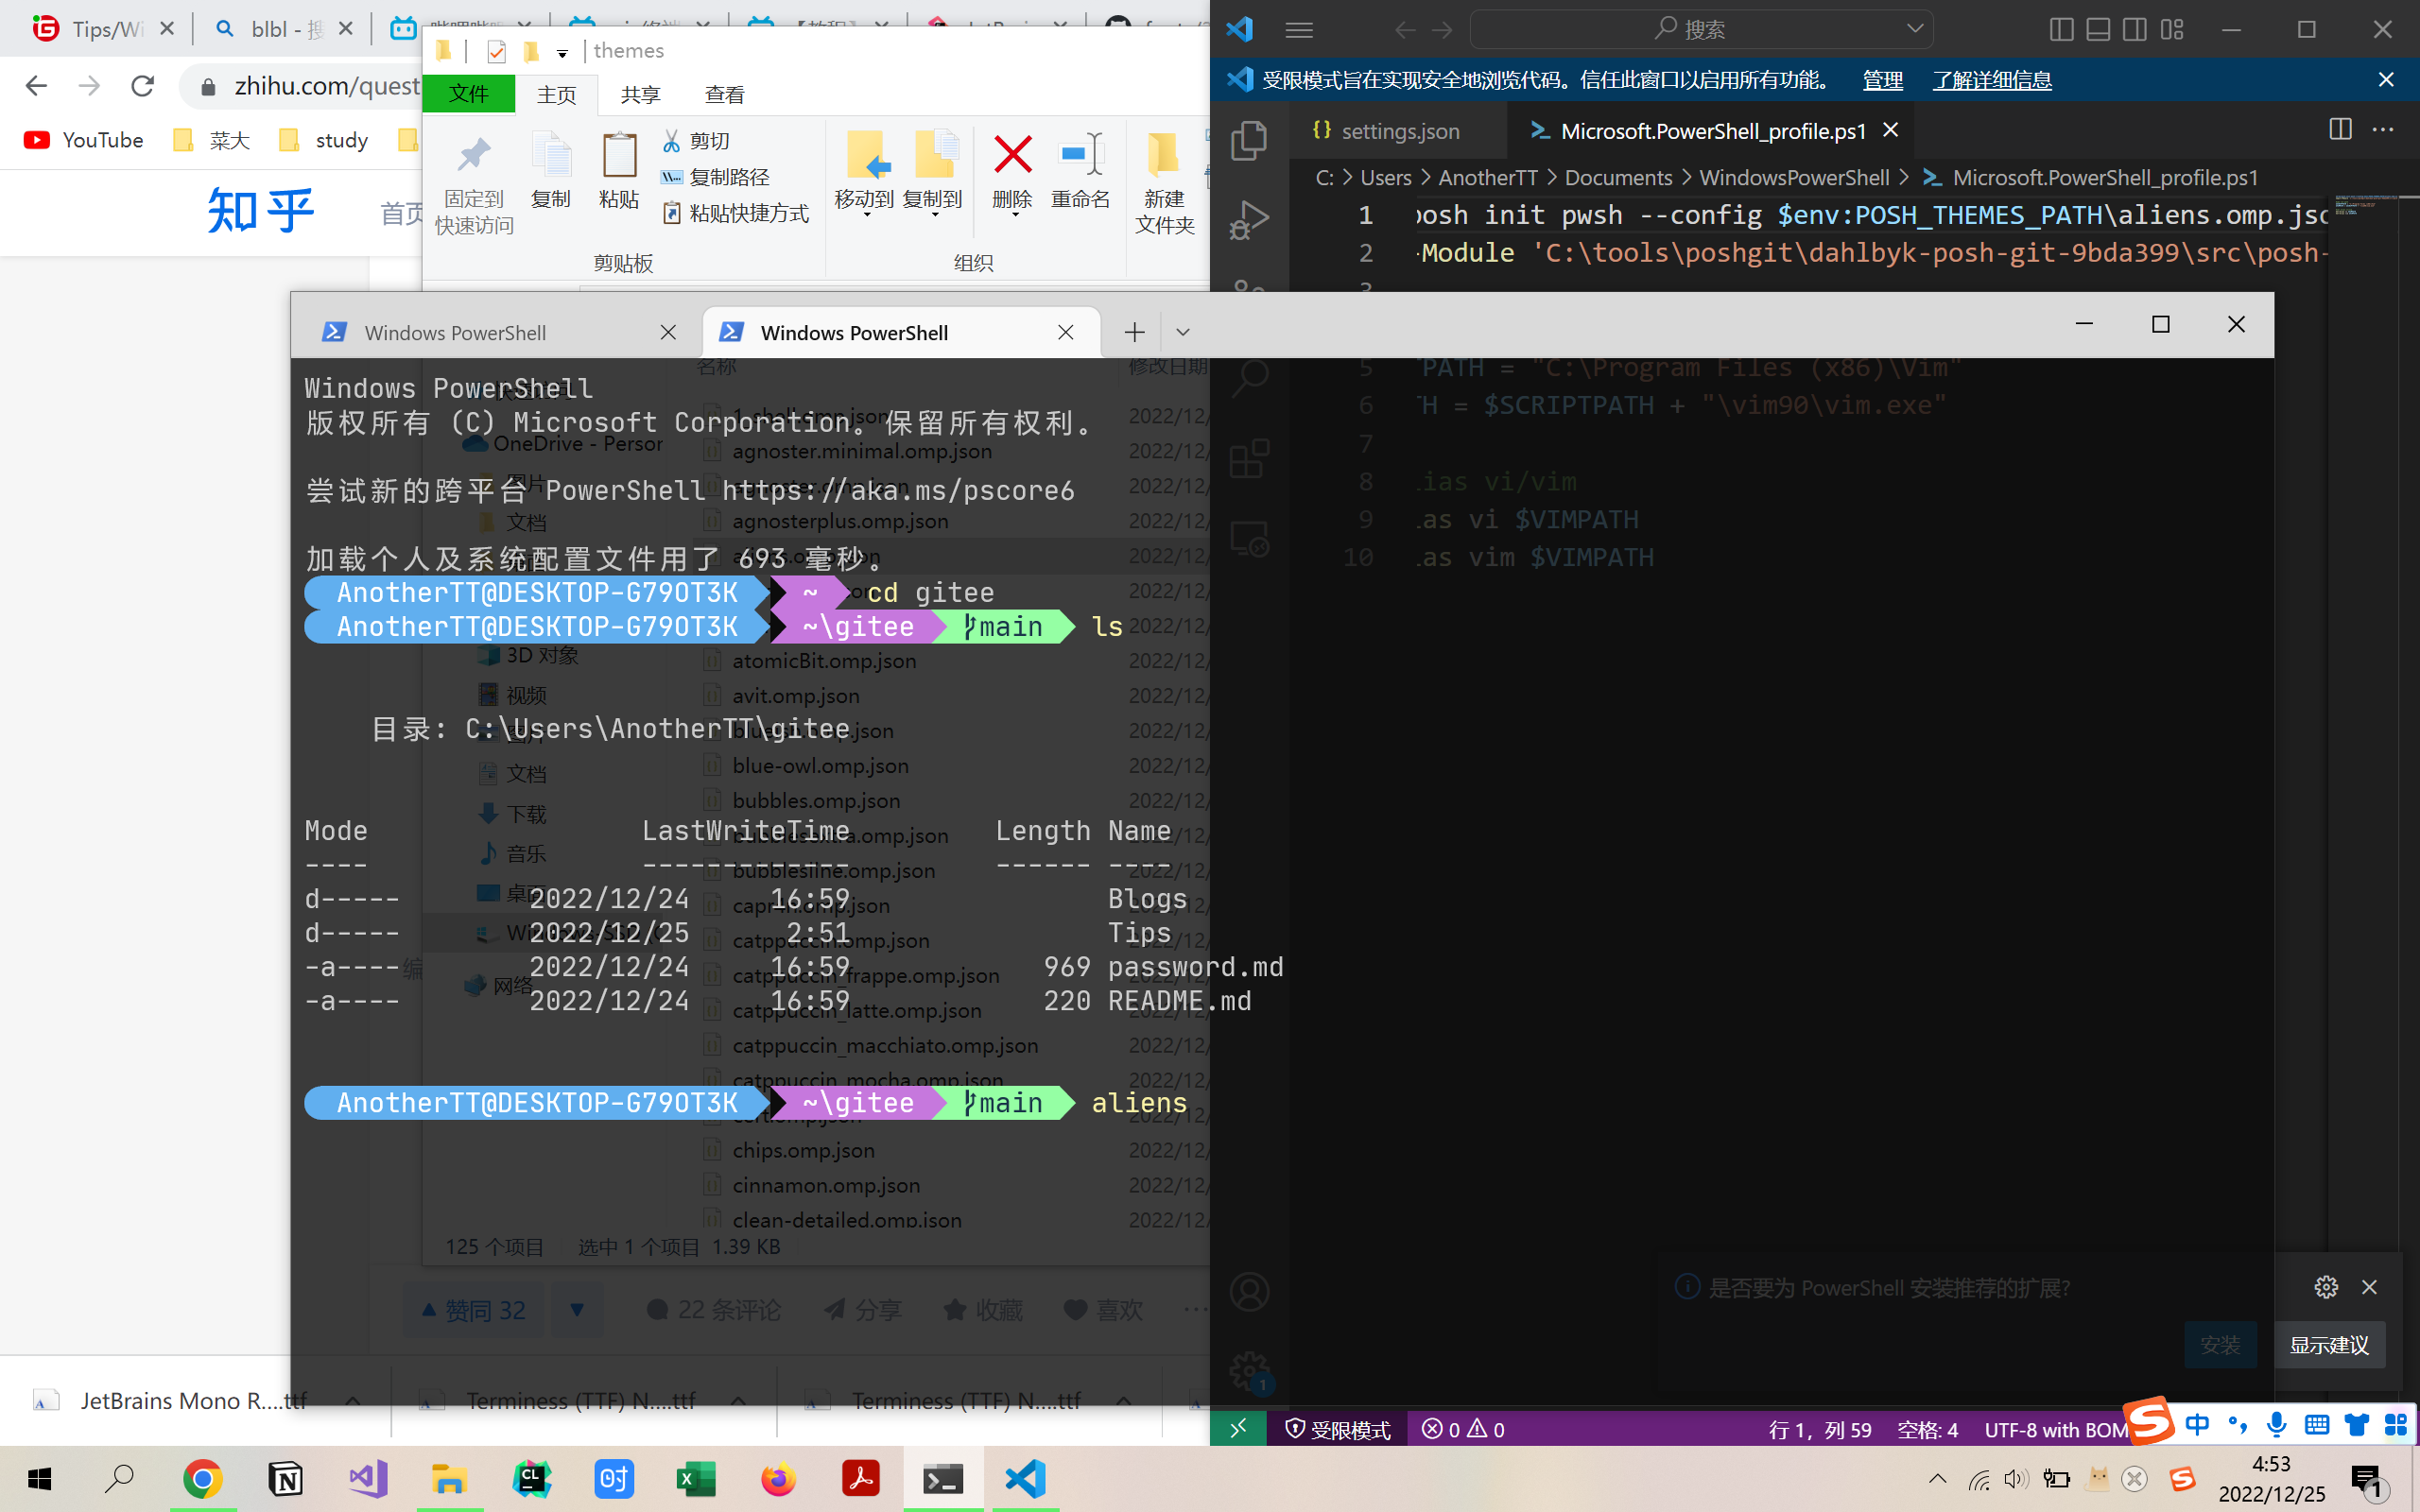 Tips/Wi
blbl - 搜
themes
文件
主页
共享
查看
zhihu.com/quest
YouTube
菜大
study
知乎
首页
固定到
快速访问
复制
粘贴
剪切
复制路径
粘贴快捷方式
剪贴板
移动到
复制到
删除
重命名
组织
新建
文件夹
搜索
受限模式旨在实现安全地浏览代码。信任此窗口以启用所有功能。
管理
了解详细信息
settings.json
Microsoft.PowerShell_profile.ps1
C: > Users > AnotherTT > Documents > WindowsPowerShell > Microsoft.PowerShell_profile.ps1
1 posh init pwsh --config $env:POSH_THEMES_PATH\aliens.omp.jso
2 -Module 'C:\tools\poshgit\dahlbyk-posh-git-9bda399\src\posh-
5 PATH = "C:\Program Files (x86)\Vim"
6 TH = $SCRIPTPATH + "\vim90\vim.exe"
7
8 lias vi/vim
9 as vi $VIMPATH
10 as vim $VIMPATH
Windows PowerShell
Windows PowerShell
Windows PowerShell
版权所有 (C) Microsoft Corporation。保留所有权利。
尝试新的跨平台 PowerShell https://aka.ms/pscore6
加载个人及系统配置文件用了 693 毫秒。
AnotherTT@DESKTOP-G79OT3K ~ cd gitee
AnotherTT@DESKTOP-G79OT3K ~\gitee main ls
目录: C:\Users\AnotherTT\gitee
Mode LastWriteTime Length Name
---- ------------- ------ ----
d----- 2022/12/24 16:59 Blogs
d----- 2022/12/25 2:51 Tips
-a---- 2022/12/24 16:59 969 password.md
-a---- 2022/12/24 16:59 220 README.md
AnotherTT@DESKTOP-G79OT3K ~\gitee main aliens
名称
修改日期
OneDrive - Person
图片
文档
3D 对象
视频
图片
文档
下载
音乐
桌面
网络
agnoster.minimal.omp.json
agnosterplus.omp.json
atomicBit.omp.json
avit.omp.json
blue-owl.omp.json
bubbles.omp.json
catppuccin.omp.json
catppuccin_frappe.omp.json
catppuccin_latte.omp.json
catppuccin_macchiato.omp.json
catppuccin_mocha.omp.json
chips.omp.json
cinnamon.omp.json
clean-detailed.omp.json
125 个项目
选中 1 个项目 1.39 KB
赞同 32
22 条评论
分享
收藏
喜欢
是否要为 PowerShell 安装推荐的扩展?
安装
显示建议
JetBrains Mono R....ttf
Terminess (TTF) N....ttf
Terminess (TTF) N....ttf
受限模式
0
0
行 1，列 59
空格: 4
UTF-8 with BOM
中
4:53
2022/12/25